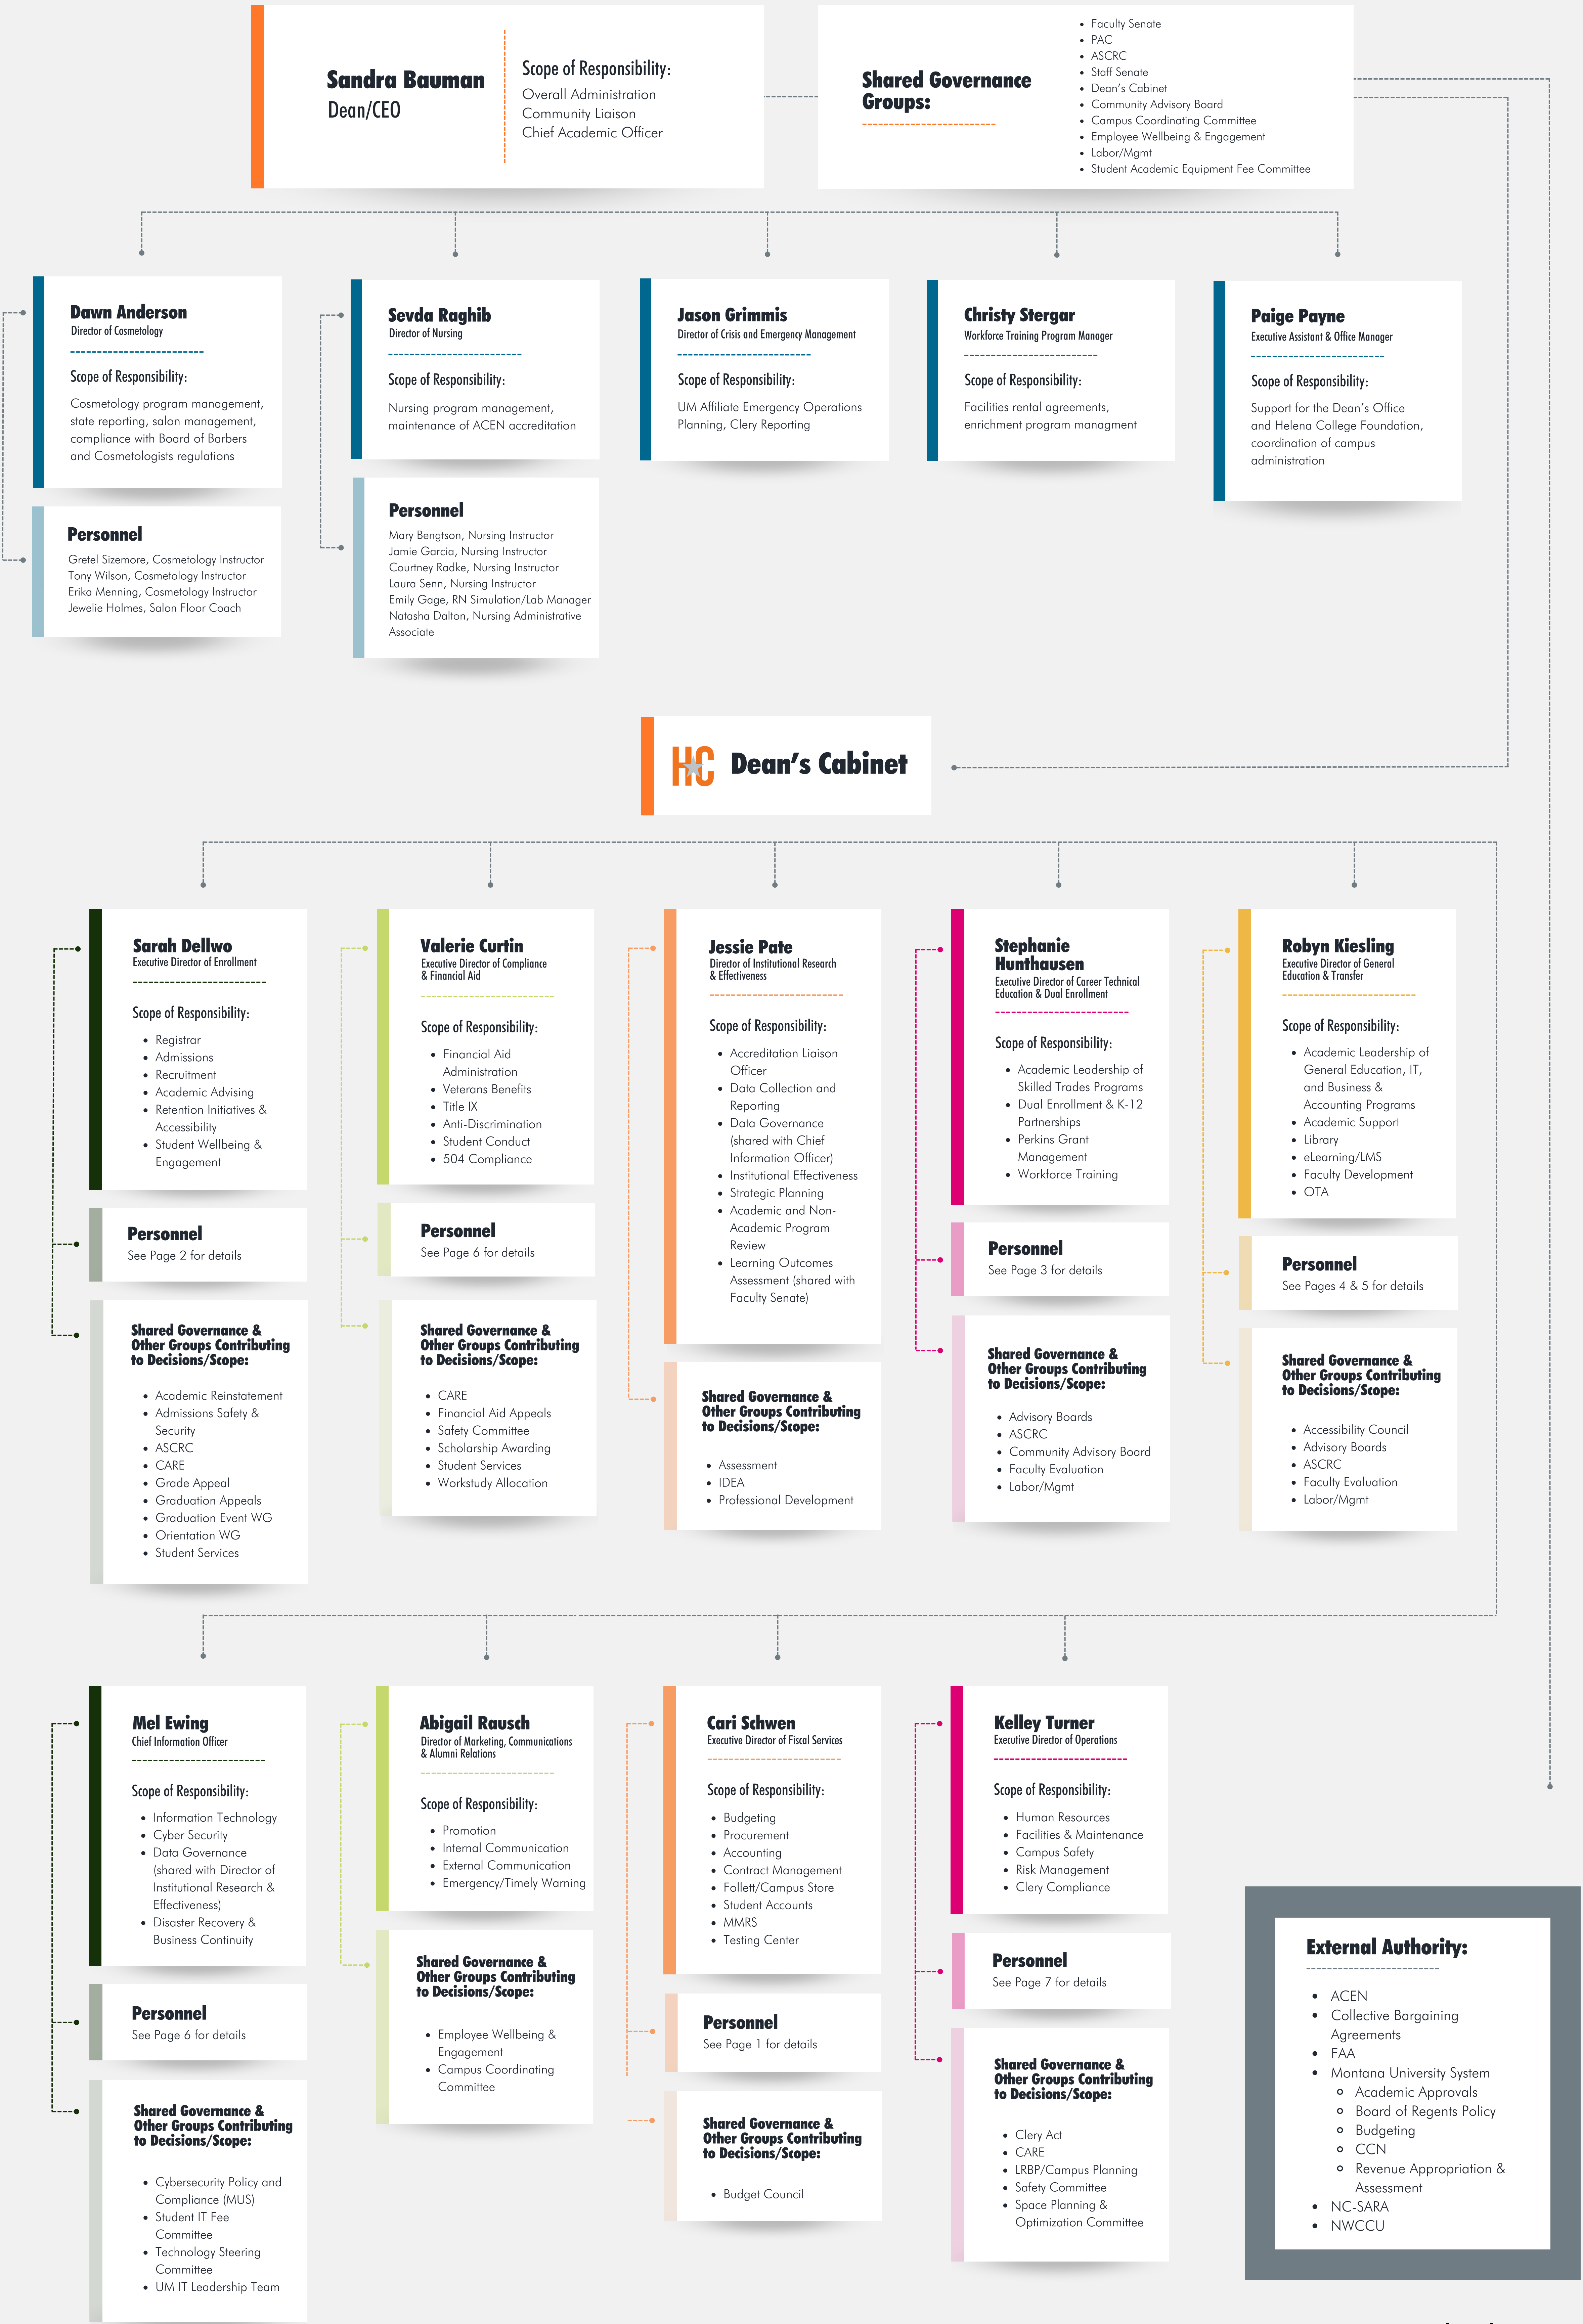 Sandra Bauman
Dean/CEO
Scope of Responsibility:
Overall Administration
Community Liaison
Chief Academic Officer
Shared Governance
Groups:
• Faculty Senate
• PAC
• ASCRC
• Staff Senate
• Dean's Cabinet
• Community Advisory Board
• Campus Coordinating Committee
• Employee Wellbeing & Engagement
• Labor/Mgmt
• Student Academic Equipment Fee Committee
Dawn Anderson
Director of Cosmetology
Scope of Responsibility:
Cosmetology program management,
state reporting, salon management,
compliance with Board of Barbers
and Cosmetologists regulations
Personnel
Gretel Sizemore, Cosmetology Instructor
Tony Wilson, Cosmetology Instructor
Erika Menning, Cosmetology Instructor
Jewelie Holmes, Salon Floor Coach
Sevda Raghib
Director of Nursing
Scope of Responsibility:
Nursing program management,
maintenance of ACEN accreditation
Personnel
Mary Bengtson, Nursing Instructor
Jamie Garcia, Nursing Instructor
Courtney Radke, Nursing Instructor
Laura Senn, Nursing Instructor
Emily Gage, RN Simulation/Lab Manager
Natasha Dalton, Nursing Administrative
Associate
Jason Grimmis
Director of Crisis and Emergency Management
Scope of Responsibility:
UM Affiliate Emergency Operations
Planning, Clery Reporting
Christy Stergar
Workforce Training Program Manager
Scope of Responsibility:
Facilities rental agreements,
enrichment program managment
Paige Payne
Executive Assistant & Office Manager
Scope of Responsibility:
Support for the Dean's Office
and Helena College Foundation,
coordination of campus
administration
HC Dean's Cabinet
Sarah Dellwo
Executive Director of Enrollment
Scope of Responsibility:
• Registrar
• Admissions
• Recruitment
• Academic Advising
• Retention Initiatives &
Accessibility
• Student Wellbeing &
Engagement
Personnel
See Page 2 for details
Shared Governance &
Other Groups Contributing
to Decisions/Scope:
• Academic Reinstatement
• Admissions Safety &
Security
• ASCRC
• CARE
• Grade Appeal
• Graduation Appeals
• Graduation Event WG
• Orientation WG
• Student Services
Valerie Curtin
Executive Director of Compliance
& Financial Aid
Scope of Responsibility:
• Financial Aid
Administration
• Veterans Benefits
• Title IX
• Anti-Discrimination
• Student Conduct
• 504 Compliance
Personnel
See Page 6 for details
Shared Governance &
Other Groups Contributing
to Decisions/Scope:
• CARE
• Financial Aid Appeals
• Safety Committee
• Scholarship Awarding
• Student Services
• Workstudy Allocation
Jessie Pate
Director of Institutional Research
& Effectiveness
Scope of Responsibility:
• Accreditation Liaison
Officer
• Data Collection and
Reporting
• Data Governance
(shared with Chief
Information Officer)
• Institutional Effectiveness
• Strategic Planning
• Academic and Non-
Academic Program
Review
• Learning Outcomes
Assessment (shared with
Faculty Senate)
Shared Governance &
Other Groups Contributing
to Decisions/Scope:
• Assessment
• IDEA
• Professional Development
Stephanie
Hunthausen
Executive Director of Career Technical
Education & Dual Enrollment
Scope of Responsibility:
• Academic Leadership of
Skilled Trades Programs
• Dual Enrollment & K-12
Partnerships
• Perkins Grant
Management
• Workforce Training
Personnel
See Page 3 for details
Shared Governance &
Other Groups Contributing
to Decisions/Scope:
• Advisory Boards
• ASCRC
• Community Advisory Board
• Faculty Evaluation
• Labor/Mgmt
Robyn Kiesling
Executive Director of General
Education & Transfer
Scope of Responsibility:
• Academic Leadership of
General Education, IT,
and Business &
Accounting Programs
• Academic Support
• Library
• eLearning/LMS
• Faculty Development
• OTA
Personnel
See Pages 4 & 5 for details
Shared Governance &
Other Groups Contributing
to Decisions/Scope:
• Accessibility Council
• Advisory Boards
• ASCRC
• Faculty Evaluation
• Labor/Mgmt
Mel Ewing
Chief Information Officer
Scope of Responsibility:
• Information Technology
• Cyber Security
• Data Governance
(shared with Director of
Institutional Research &
Effectiveness)
• Disaster Recovery &
Business Continuity
Personnel
See Page 6 for details
Shared Governance &
Other Groups Contributing
to Decisions/Scope:
• Cybersecurity Policy and
Compliance (MUS)
• Student IT Fee
Committee
• Technology Steering
Committee
• UM IT Leadership Team
Abigail Rausch
Director of Marketing, Communications
& Alumni Relations
Scope of Responsibility:
• Promotion
• Internal Communication
• External Communication
• Emergency/Timely Warning
Shared Governance &
Other Groups Contributing
to Decisions/Scope:
• Employee Wellbeing &
Engagement
• Campus Coordinating
Committee
Cari Schwen
Executive Director of Fiscal Services
Scope of Responsibility:
• Budgeting
• Procurement
• Accounting
• Contract Management
• Follett/Campus Store
• Student Accounts
• MMRS
• Testing Center
Personnel
See Page 1 for details
Shared Governance &
Other Groups Contributing
to Decisions/Scope:
• Budget Council
Kelley Turner
Executive Director of Operations
Scope of Responsibility:
• Human Resources
• Facilities & Maintenance
• Campus Safety
• Risk Management
• Clery Compliance
Personnel
See Page 7 for details
Shared Governance &
Other Groups Contributing
to Decisions/Scope:
• Clery Act
• CARE
• LRBP/Campus Planning
• Safety Committee
• Space Planning &
Optimization Committee
External Authority:
• ACEN
• Collective Bargaining
Agreements
• FAA
• Montana University System
○ Academic Approvals
○ Board of Regents Policy
○ Budgeting
○ CCN
○ Revenue Appropriation &
Assessment
• NC-SARA
• NWCCU